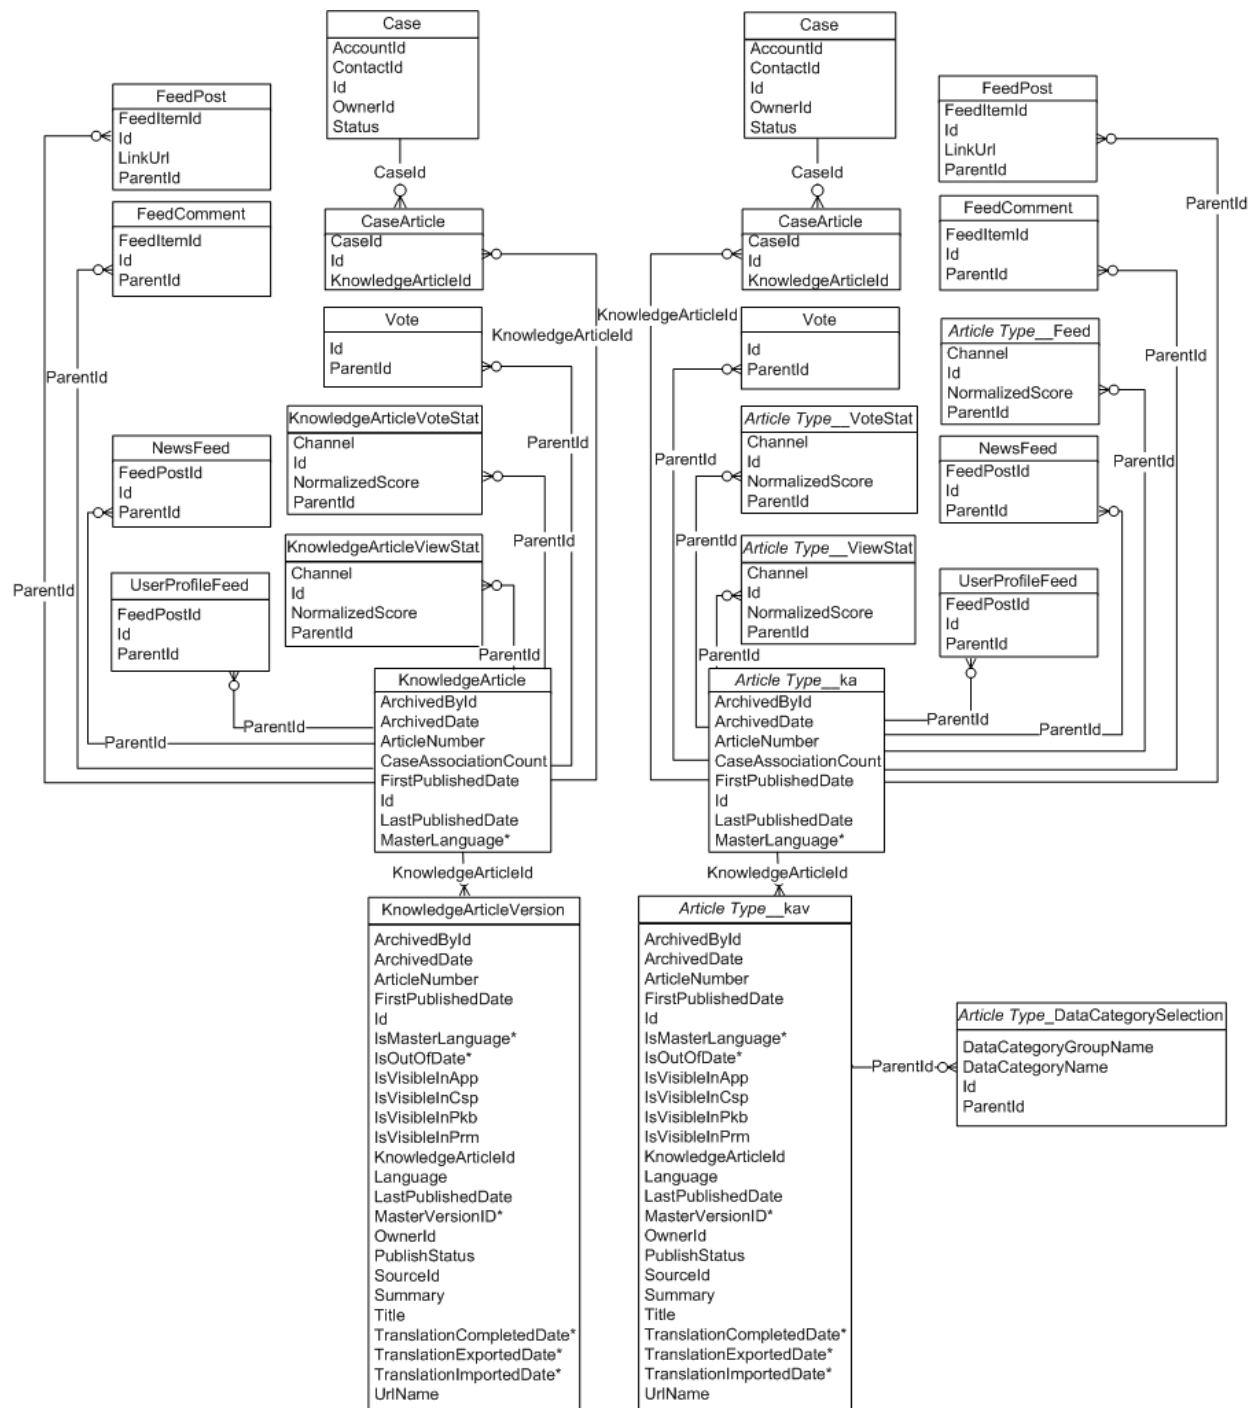 Case
AccountId
ContactId
Id
OwnerId
Status
CaseId
FeedPost
FeedItemId
Id
LinkUrl
ParentId
FeedComment
FeedItemId
Id
ParentId
CaseArticle
CaseId
Id
KnowledgeArticleId
KnowledgeArticleId
Vote
Id
ParentId
ParentId
KnowledgeArticleVoteStat
Channel
Id
NormalizedScore
ParentId
ParentId
NewsFeed
FeedPostId
Id
ParentId
KnowledgeArticleViewStat
Channel
Id
NormalizedScore
ParentId
ParentId
ParentId
UserProfileFeed
FeedPostId
Id
ParentId
ParentId
ParentId
ParentId
KnowledgeArticle
ArchivedById
ArchivedDate
ArticleNumber
CaseAssociationCount
FirstPublishedDate
Id
LastPublishedDate
MasterLanguage*
KnowledgeArticleId
KnowledgeArticleVersion
ArchivedById
ArchivedDate
ArticleNumber
FirstPublishedDate
Id
IsMasterLanguage*
IsOutOfDate*
IsVisibleInApp
IsVisibleInCsp
IsVisibleInPkb
IsVisibleInPrm
KnowledgeArticleId
Language
LastPublishedDate
MasterVersionID*
OwnerId
PublishStatus
SourceId
Summary
Title
TranslationCompletedDate*
TranslationExportedDate*
TranslationImportedDate*
UrlName
Case
AccountId
ContactId
Id
OwnerId
Status
CaseId
FeedPost
FeedItemId
Id
LinkUrl
ParentId
ParentId
FeedComment
FeedItemId
Id
ParentId
CaseArticle
CaseId
Id
KnowledgeArticleId
KnowledgeArticleId
Vote
Id
ParentId
Article Type__Feed
Channel
Id
NormalizedScore
ParentId
ParentId
Article Type__VoteStat
Channel
Id
NormalizedScore
ParentId
ParentId
NewsFeed
FeedPostId
Id
ParentId
ParentId
Article Type__ViewStat
Channel
Id
NormalizedScore
ParentId
ParentId
ParentId
UserProfileFeed
FeedPostId
Id
ParentId
ParentId
Article Type__ka
ArchivedById
ArchivedDate
ArticleNumber
CaseAssociationCount
FirstPublishedDate
Id
LastPublishedDate
MasterLanguage*
KnowledgeArticleId
Article Type__kav
ArchivedById
ArchivedDate
ArticleNumber
FirstPublishedDate
Id
IsMasterLanguage*
IsOutOfDate*
IsVisibleInApp
IsVisibleInCsp
IsVisibleInPkb
IsVisibleInPrm
KnowledgeArticleId
Language
LastPublishedDate
MasterVersionID*
OwnerId
PublishStatus
SourceId
Summary
Title
TranslationCompletedDate*
TranslationExportedDate*
TranslationImportedDate*
UrlName
ParentId
Article Type_DataCategorySelection
DataCategoryGroupName
DataCategoryName
Id
ParentId